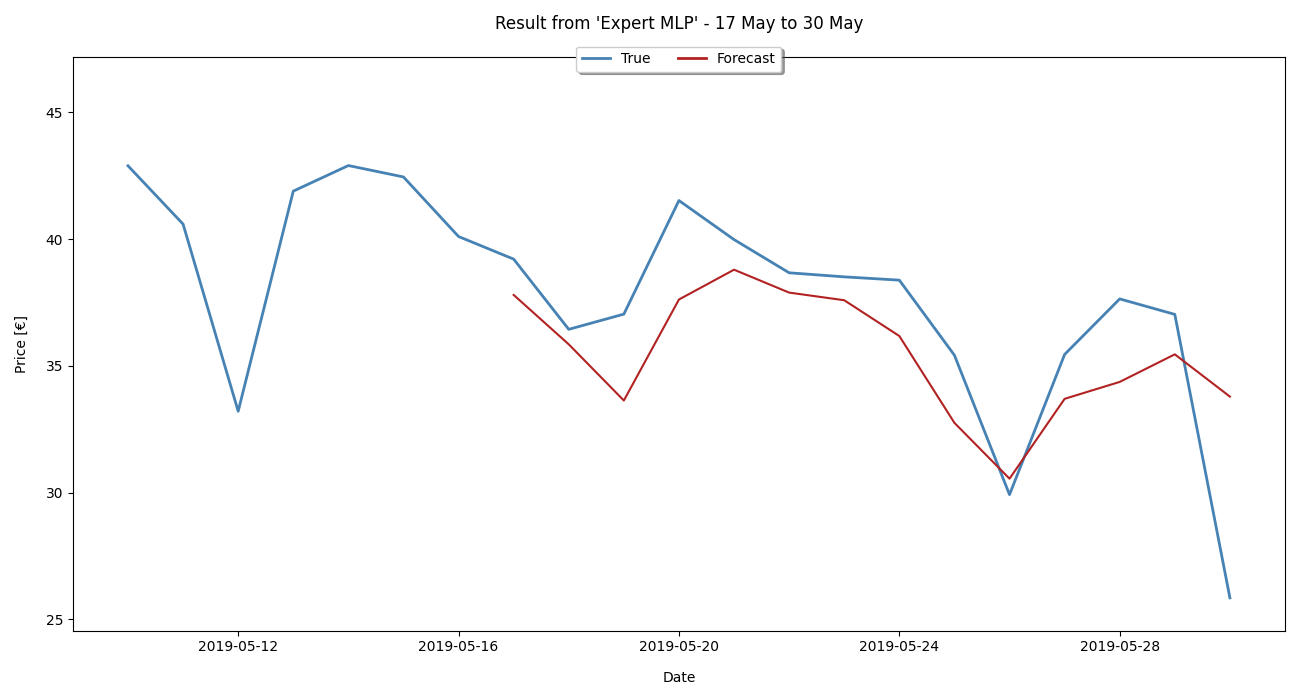 Result from 'Expert MLP' - 17 May to 30 May
True Forecast
45
40
35
30
25
Price [€]
2019-05-12 2019-05-16 2019-05-20 2019-05-24 2019-05-28
Date